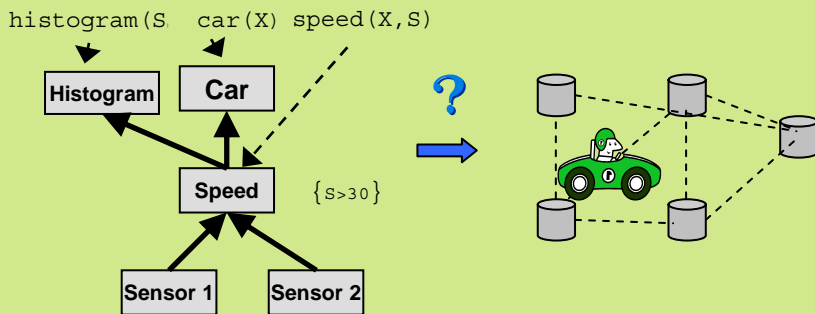 histogram(S, car(X) speed(X,S)
Histogram
Car
?
Speed
{S>30}
Sensor 1
Sensor 2